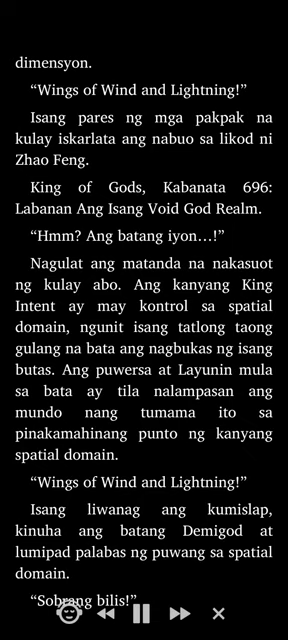 dimensyon.
“Wings of Wind and Lightning!”
Isang pares ng mga pakpak na
kulay iskarlata ang nabuo sa likod ni
Zhao Feng.
King of Gods, Kabanata 696:
Labanan Ang Isang Void God Realm.
“Hmm? Ang batang iyon…!”
Nagulat ang matanda na nakasuot
ng kulay abo. Ang kanyang King
Intent ay may kontrol sa spatial
domain, ngunit isang tatlong taong
gulang na bata ang nagbukas ng isang
butas. Ang puwersa at Layunin mula
sa bata ay tila nalampasan ang
mundo nang tumama ito sa
pinakamahinang punto ng kanyang
spatial domain.
“Wings of Wind and Lightning!”
Isang liwanag ang kumislap,
kinuha ang batang Demigod at
lumipad palabas ng puwang sa spatial
domain.
“Sobrang bilis!”